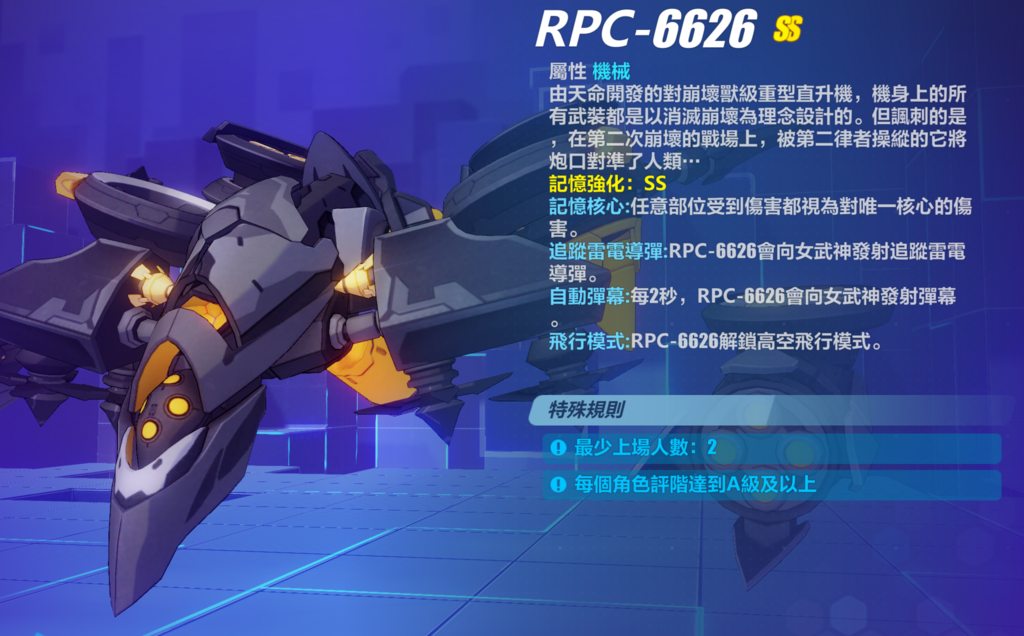 RPC-6626 SS
屬性 機械
由天命開發的對崩壞獸級重型直升機，機身上的所
有武裝都是以消滅崩壞為理念設計的。但諷刺的是
，在第二次崩壞的戰場上，被第二律者操縱的它將
炮口對準了人類…
記憶強化：SS
記憶核心:任意部位受到傷害都視為對唯一核心的傷
害。
追蹤雷電導彈:RPC-6626會向女武神發射追蹤雷電
導彈。
自動彈幕:每2秒，RPC-6626會向女武神發射彈幕
。
飛行模式:RPC-6626解鎖高空飛行模式。
特殊規則
最少上場人數：2
每個角色評階達到A級及以上